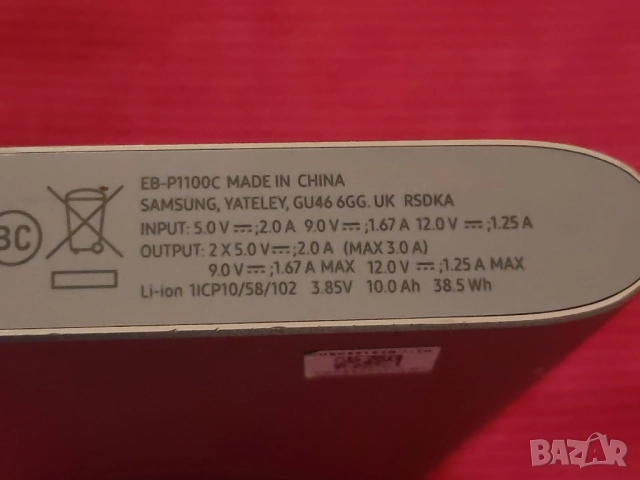 EB-P1100C MADE IN CHINA
SAMSUNG, YATELEY, GU46 6GG. UK RSDKA
INPUT: 5.0 V ⎓;2.0 A 9.0 V ⎓;1.67 A 12.0 V ⎓;1.25 A
OUTPUT: 2 X 5.0 V ⎓;2.0 A (MAX 3.0 A)
9.0 V ⎓;1.67 A MAX 12.0 V ⎓;1.25 A MAX
Li-ion 1ICP10/58/102 3.85V 10.0 Ah 38.5 Wh
BC
BAZAR